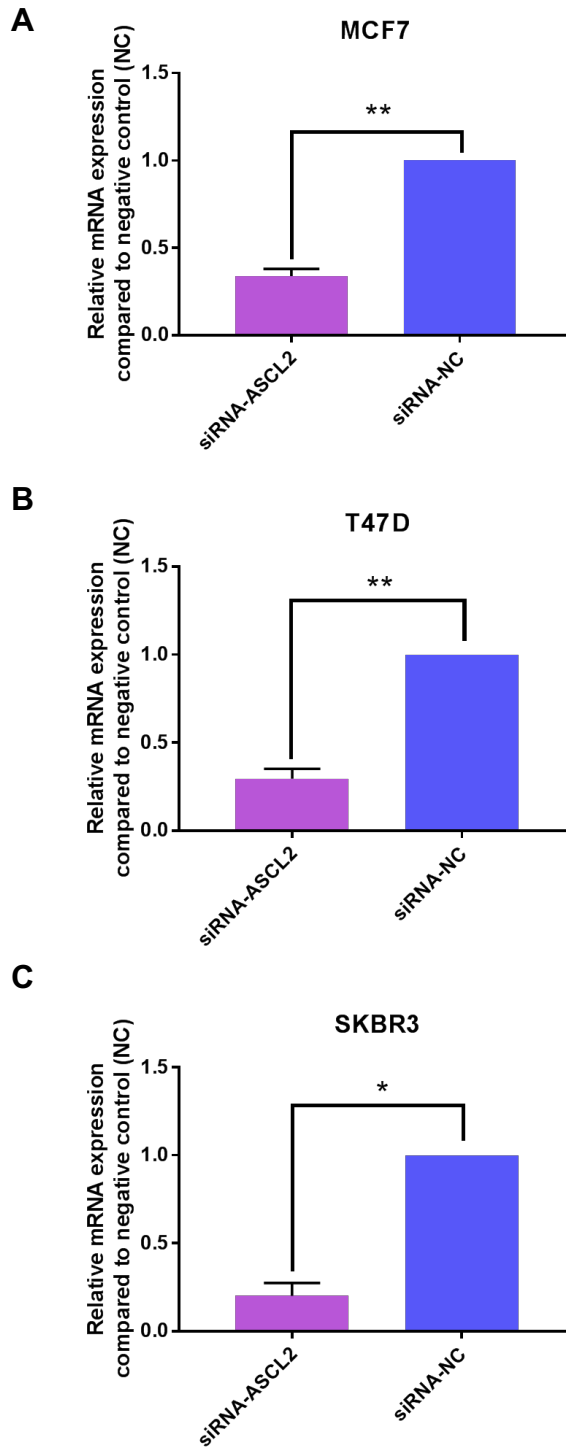 A
MCF7
Relative mRNA expression
compared to negative control (NC)
1.5
1.0
0.5
0.0
**
siRNA-ASCL2
siRNA-NC
B
T47D
Relative mRNA expression
compared to negative control (NC)
1.5
1.0
0.5
0.0
**
siRNA-ASCL2
siRNA-NC
C
SKBR3
Relative mRNA expression
compared to negative control (NC)
1.5
1.0
0.5
0.0
*
siRNA-ASCL2
siRNA-NC